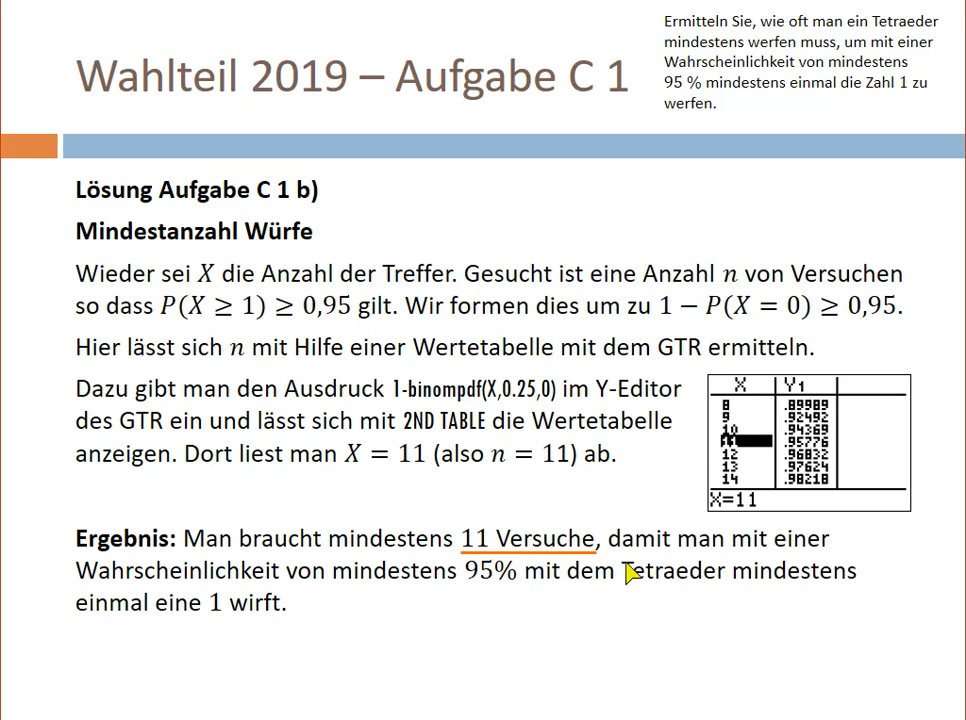 Ermitteln Sie, wie oft man ein Tetraeder
mindestens werfen muss, um mit einer
Wahrscheinlichkeit von mindestens
95 % mindestens einmal die Zahl 1 zu
werfen.
Wahlteil 2019 – Aufgabe C 1
Lösung Aufgabe C 1 b)
Mindestanzahl Würfe
Wieder sei X die Anzahl der Treffer. Gesucht ist eine Anzahl n von Versuchen
so dass P(X ≥ 1) ≥ 0,95 gilt. Wir formen dies um zu 1 − P(X = 0) ≥ 0,95.
Hier lässt sich n mit Hilfe einer Wertetabelle mit dem GTR ermitteln.
Dazu gibt man den Ausdruck 1-binompdf(X,0.25,0) im Y-Editor
des GTR ein und lässt sich mit 2ND TABLE die Wertetabelle
anzeigen. Dort liest man X = 11 (also n = 11) ab.
X Y1
8 .89989
9 .92492
10 .94369
11 .95776
12 .96832
13 .97624
14 .98218
X=11
Ergebnis: Man braucht mindestens 11 Versuche, damit man mit einer
Wahrscheinlichkeit von mindestens 95% mit dem Tetraeder mindestens
einmal eine 1 wirft.